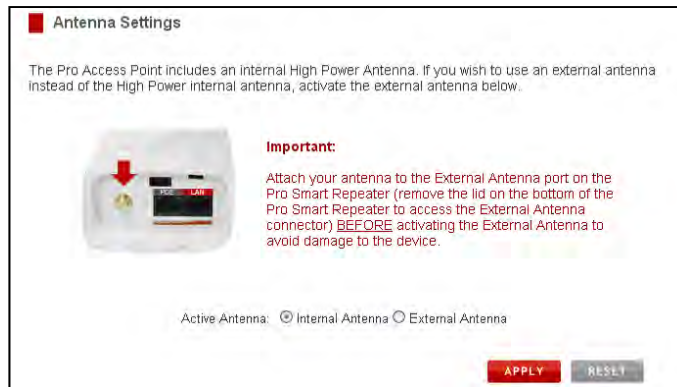 Antenna Settings
The Pro Access Point includes an internal High Power Antenna. If you wish to use an external antenna
instead of the High Power internal antenna, activate the external antenna below.
POE LAN
Important:
Attach your antenna to the External Antenna port on the
Pro Smart Repeater (remove the lid on the bottom of the
Pro Smart Repeater to access the External Antenna
connector) BEFORE activating the External Antenna to
avoid damage to the device.
Active Antenna: Internal Antenna External Antenna
APPLY RESET